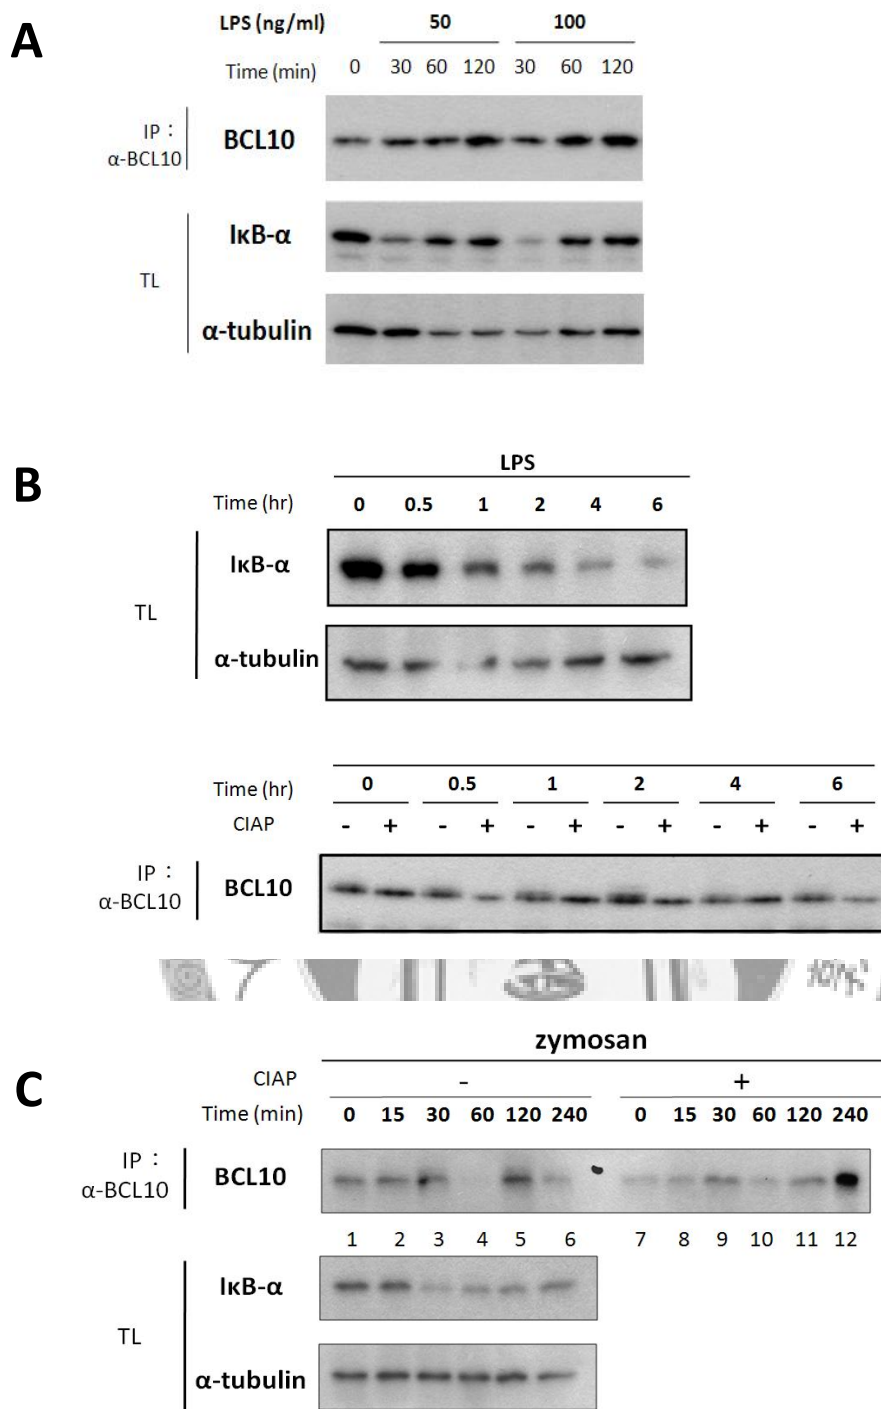 A
LPS (ng/ml) 50 100
Time (min) 0 30 60 120 30 60 120
IP :
α-BCL10
BCL10
IκB-α
TL
α-tubulin
B
LPS
Time (hr) 0 0.5 1 2 4 6
IκB-α
TL
α-tubulin
Time (hr) 0 0.5 1 2 4 6
CIAP - + - + - + - + - + - +
IP :
α-BCL10
BCL10
zymosan
C
CIAP - +
Time (min) 0 15 30 60 120 240 0 15 30 60 120 240
IP :
α-BCL10
BCL10
1 2 3 4 5 6 7 8 9 10 11 12
IκB-α
TL
α-tubulin